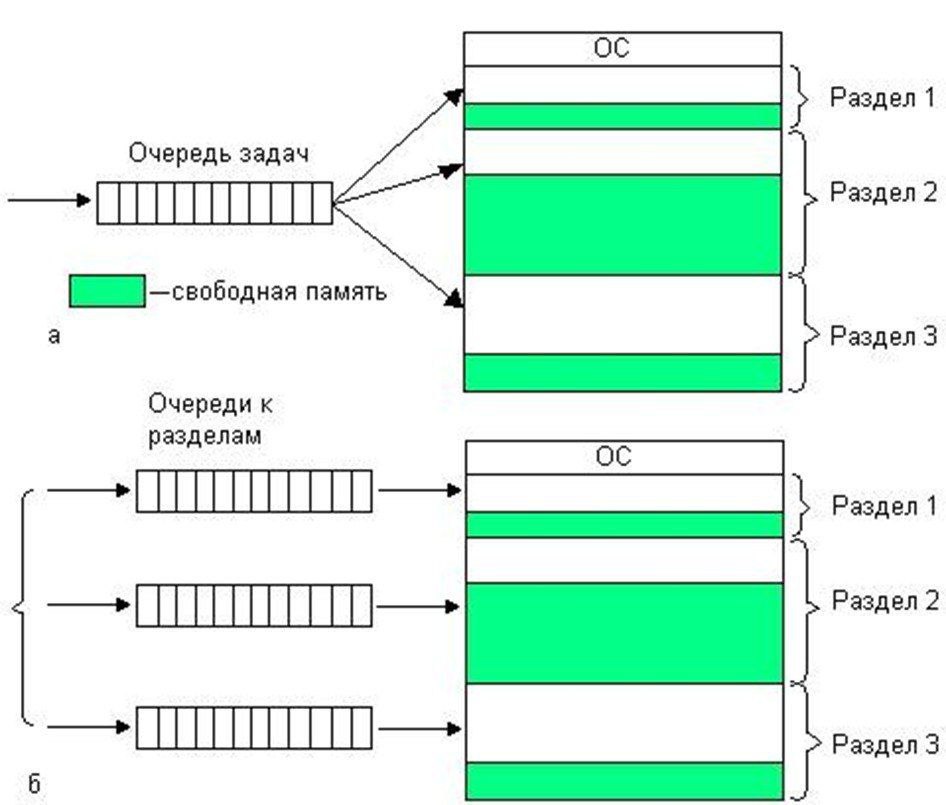 ОС
Раздел 1
Очередь задач
Раздел 2
—свободная память
а
Раздел 3
Очереди к
разделам
ОС
Раздел 1
Раздел 2
Раздел 3
б